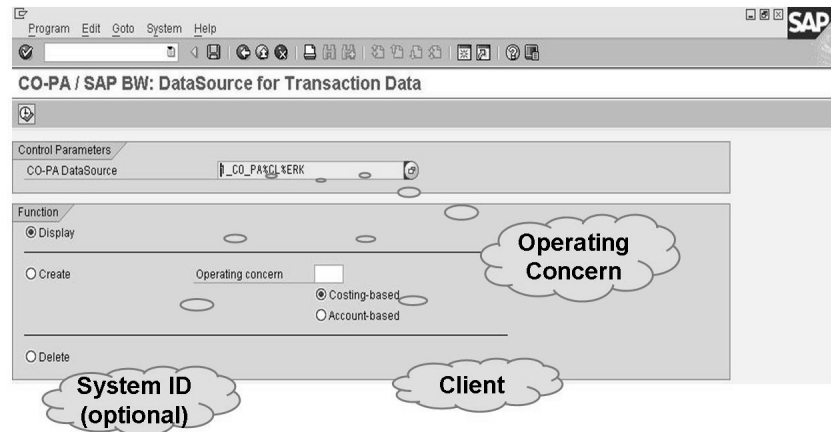 Program Edit Goto System Help
SAP
CO-PA / SAP BW: DataSource for Transaction Data
Control Parameters
CO-PA DataSource 1_CO_PA%CL%ERK
Function
Display
Create Operating concern
Costing-based
Account-based
Delete
Operating
Concern
System ID
(optional)
Client